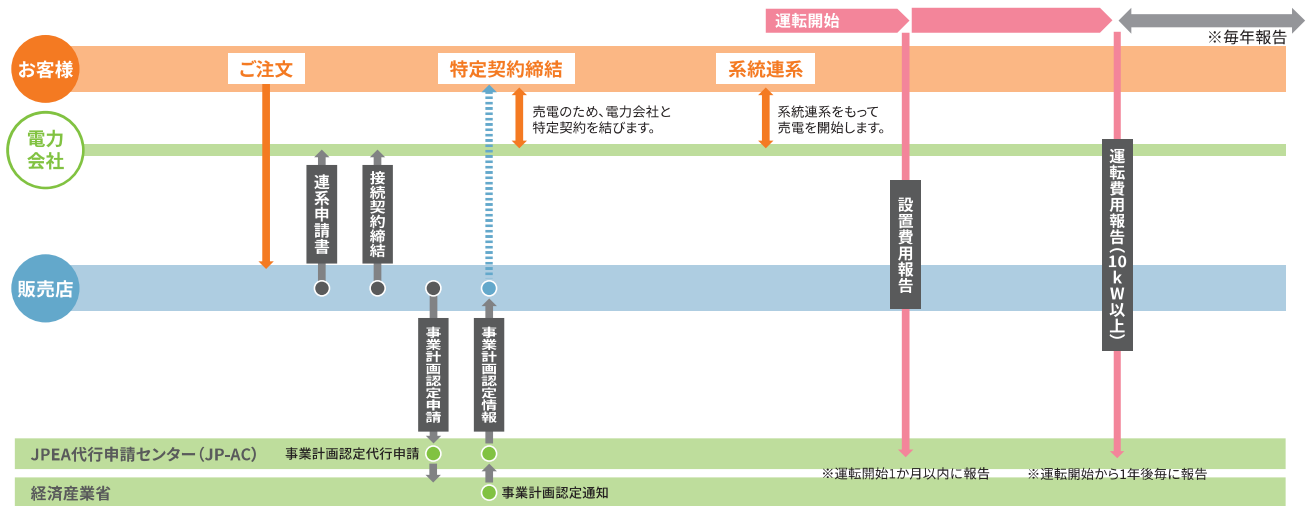 運転開始
※毎年報告
お客様
ご注文
特定契約締結
系統連系
売電のため、電力会社と
特定契約を結びます。
系統連系をもって
売電を開始します。
電力
会社
連系申請書
接続契約締結
設置費用報告
運転費用報告(10kW以上)
販売店
事業計画認定申請
事業計画認定情報
JPEA代行申請センター(JP-AC)
事業計画認定代行申請
※運転開始1か月以内に報告
※運転開始から1年後毎に報告
経済産業省
事業計画認定通知